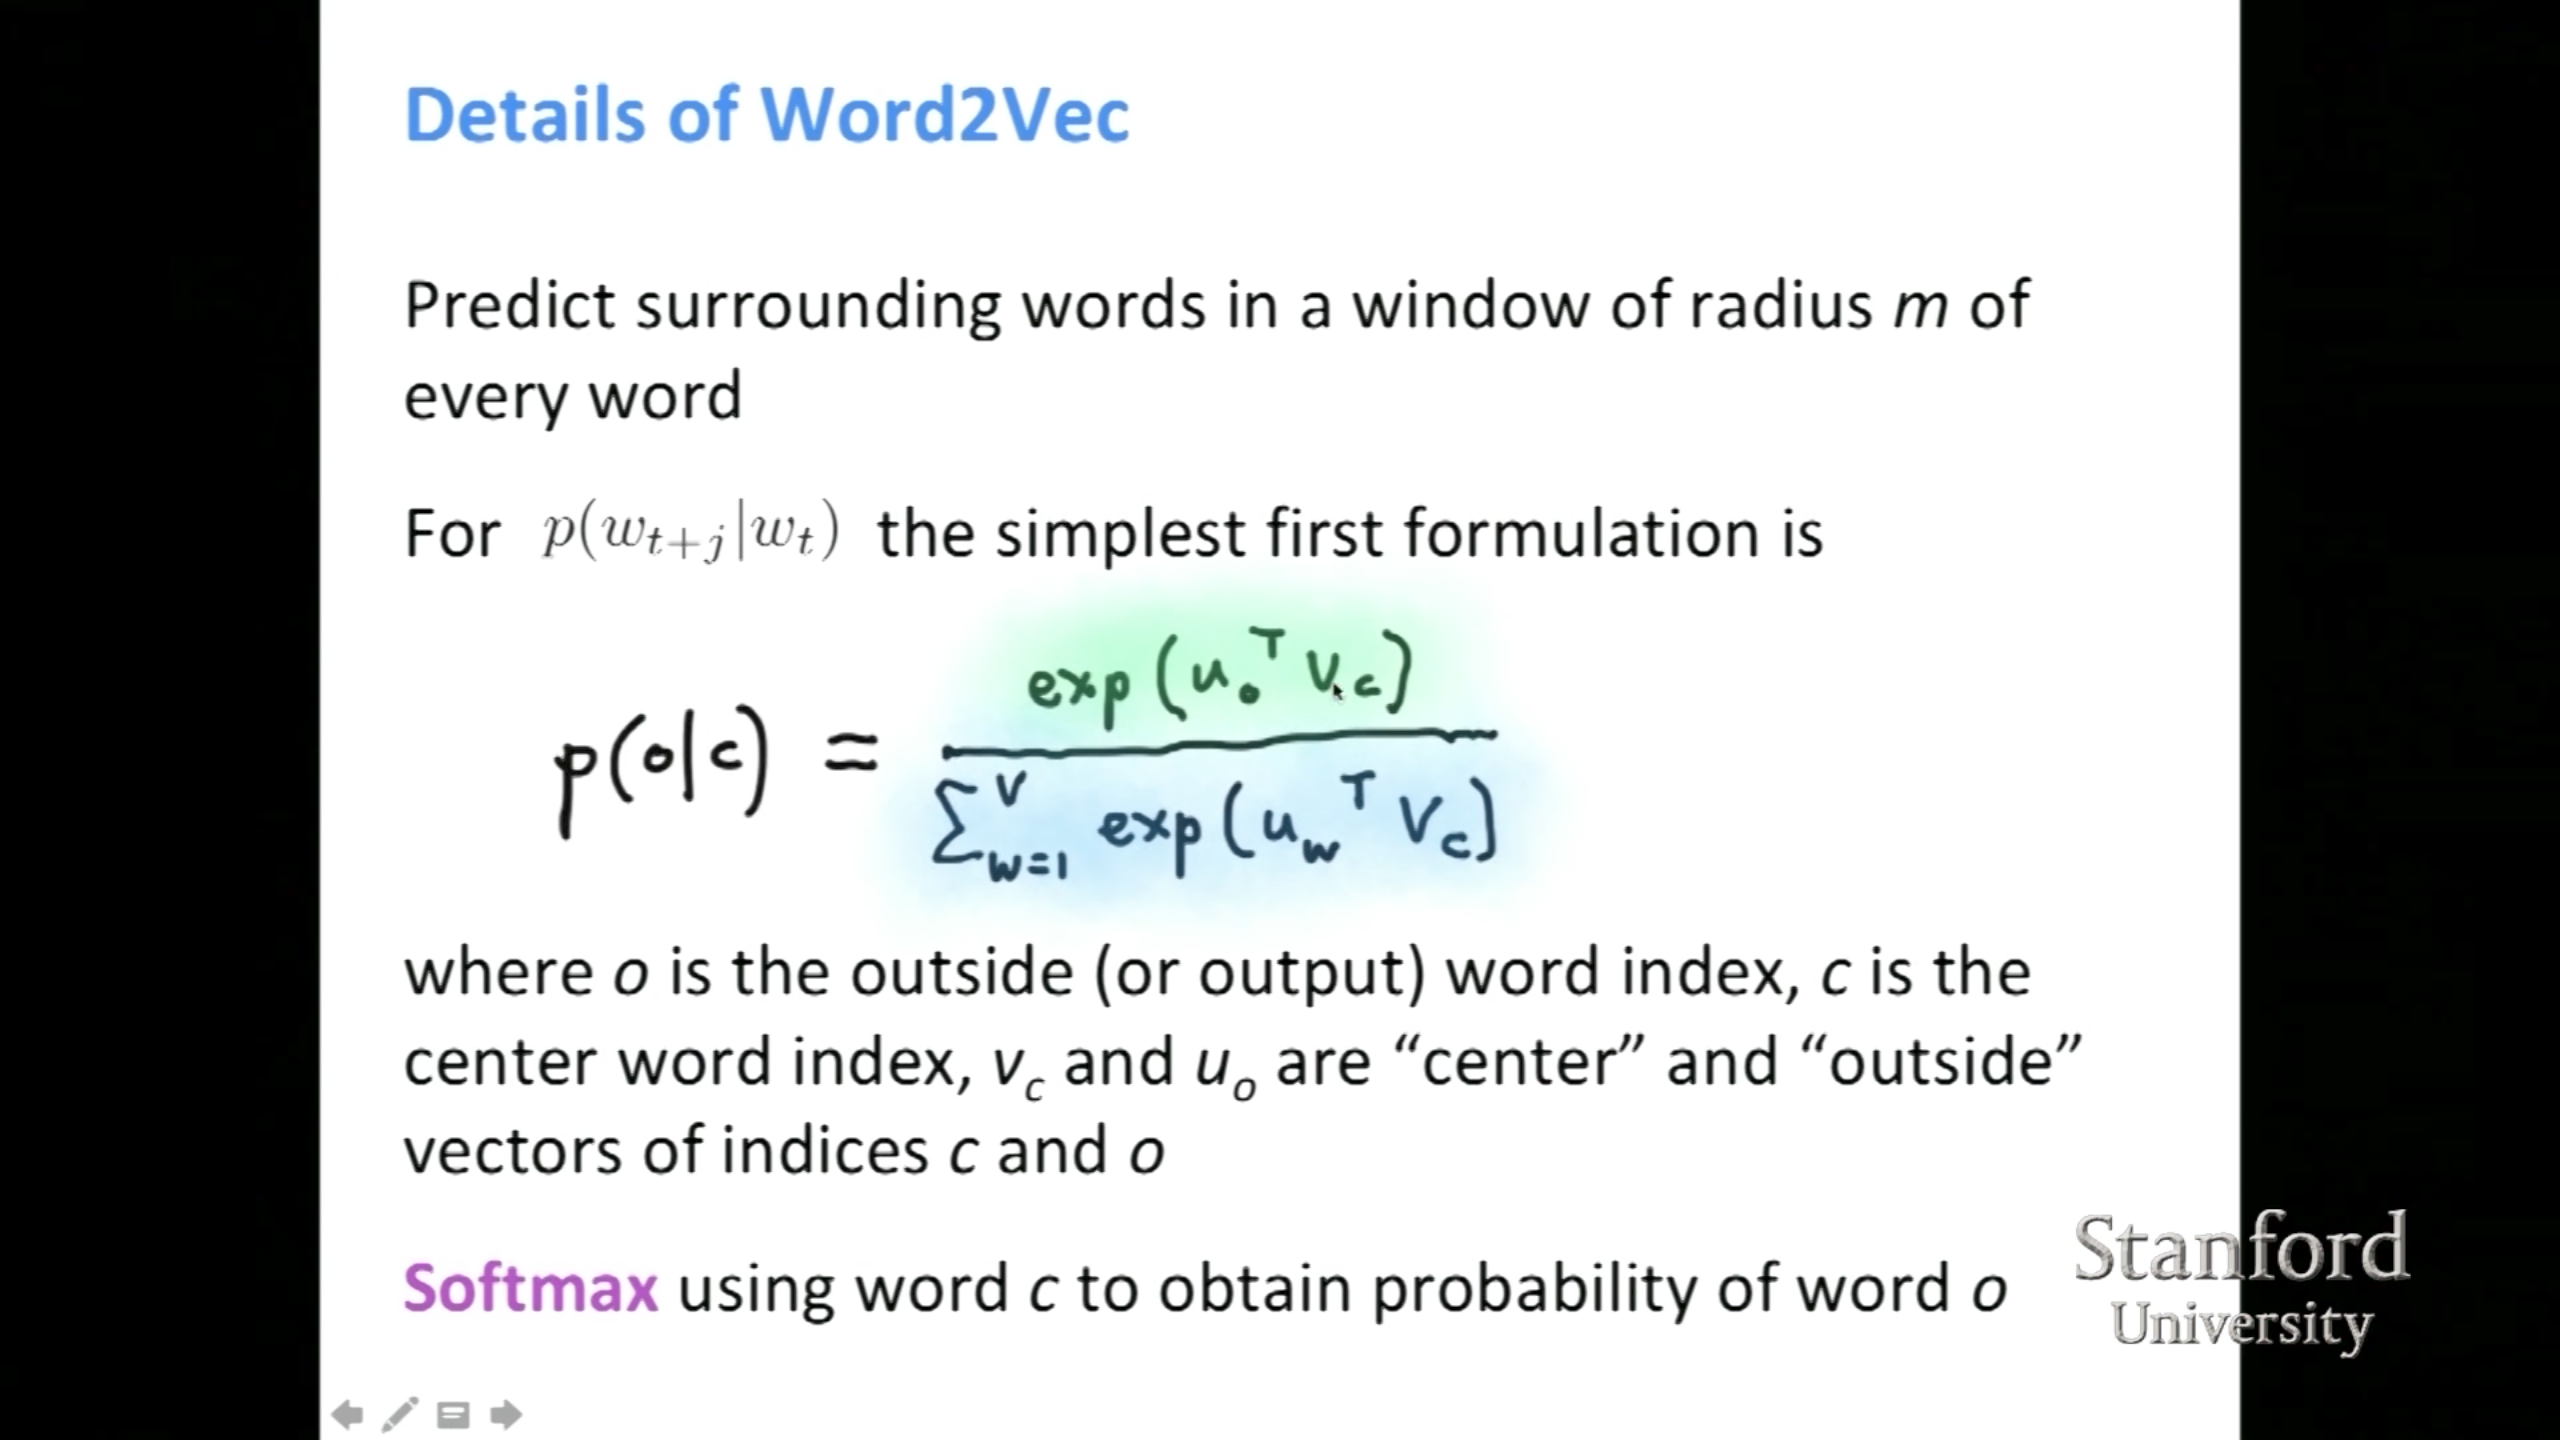 Details of Word2Vec
Predict surrounding words in a window of radius m of
every word
For p(w_{t+j}|w_t) the simplest first formulation is
p(o|c) = exp(u_o^T v_c) / ∑_{w=1}^V exp(u_w^T v_c)
where o is the outside (or output) word index, c is the
center word index, v_c and u_o are “center” and “outside”
vectors of indices c and o
Softmax using word c to obtain probability of word o
Stanford
University